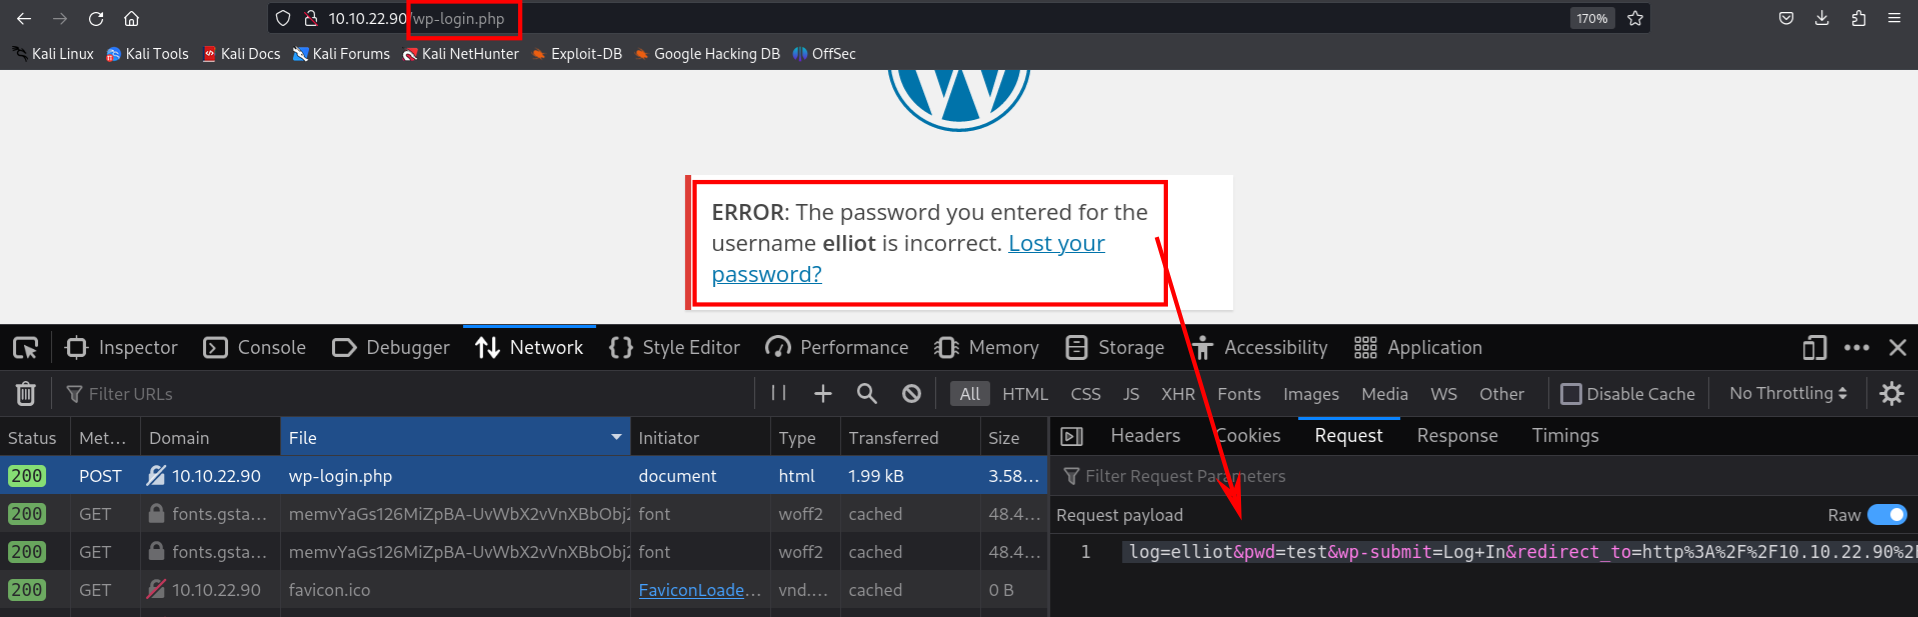 10.10.22.90/wp-login.php 170%
Kali Linux Kali Tools Kali Docs Kali Forums Kali NetHunter Exploit-DB Google Hacking DB OffSec
ERROR: The password you entered for the
username elliot is incorrect. Lost your
password?
Inspector Console Debugger Network Style Editor Performance Memory Storage Accessibility Application
Filter URLs All HTML CSS JS XHR Fonts Images Media WS Other Disable Cache No Throttling
Status Met... Domain File Initiator Type Transferred Size Headers Cookies Request Response Timings
200 POST 10.10.22.90 wp-login.php document html 1.99 kB 3.58... Filter Request Parameters
200 GET fonts.gsta... memvYaGs126MiZpBA-UvWbX2vVnXBbObj2 font woff2 cached 48.4... Request payload Raw
200 GET fonts.gsta... memvYaGs126MiZpBA-UvWbX2vVnXBbObj2 font woff2 cached 48.4... 1 log=elliot&pwd=test&wp-submit=Log+In&redirect_to=http%3A%2F%2F10.10.22.90%2
200 GET 10.10.22.90 favicon.ico FaviconLoade... vnd.... cached 0 B